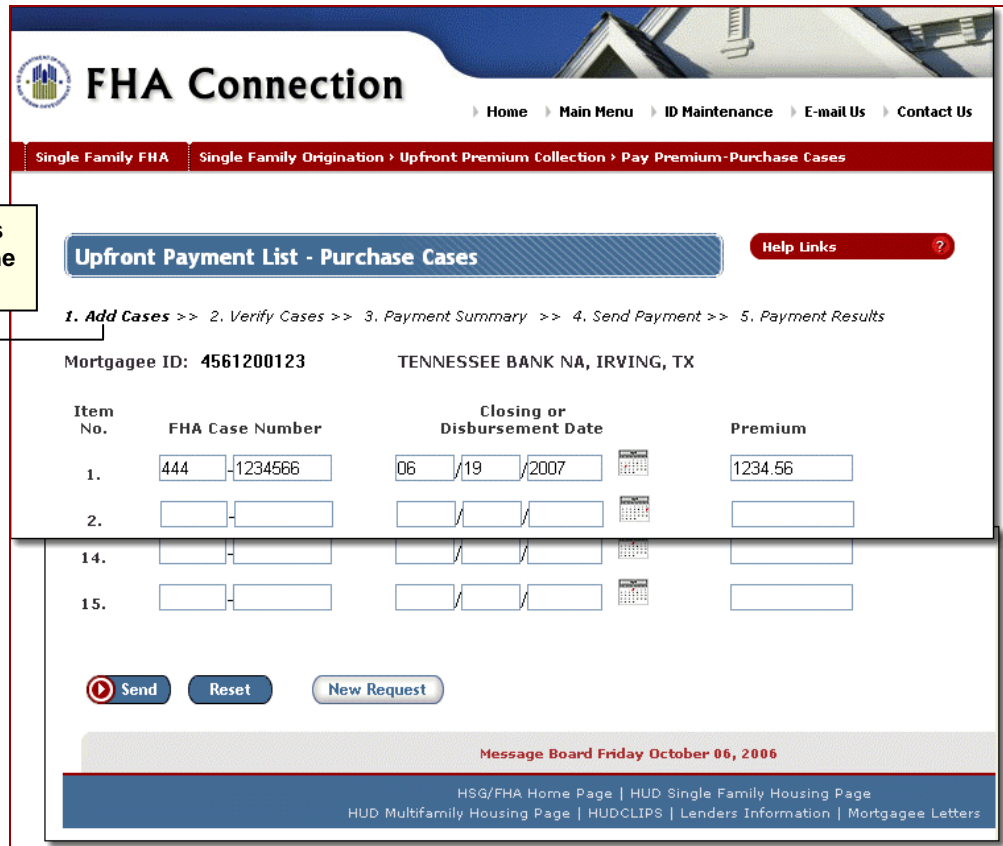 FHA Connection
Home Main Menu ID Maintenance E-mail Us Contact Us
Single Family FHA Single Family Origination › Upfront Premium Collection › Pay Premium-Purchase Cases
Upfront Payment List - Purchase Cases
Help Links ?
1. Add Cases >> 2. Verify Cases >> 3. Payment Summary >> 4. Send Payment >> 5. Payment Results
Mortgagee ID: 4561200123 TENNESSEE BANK NA, IRVING, TX
Item No. FHA Case Number Closing or Disbursement Date Premium
1. 444 -1234566 06 /19 /2007 1234.56
2. - / /
14. - / /
15. - / /
Send Reset New Request
Message Board Friday October 06, 2006
HSG/FHA Home Page | HUD Single Family Housing Page
HUD Multifamily Housing Page | HUDCLIPS | Lenders Information | Mortgagee Letters